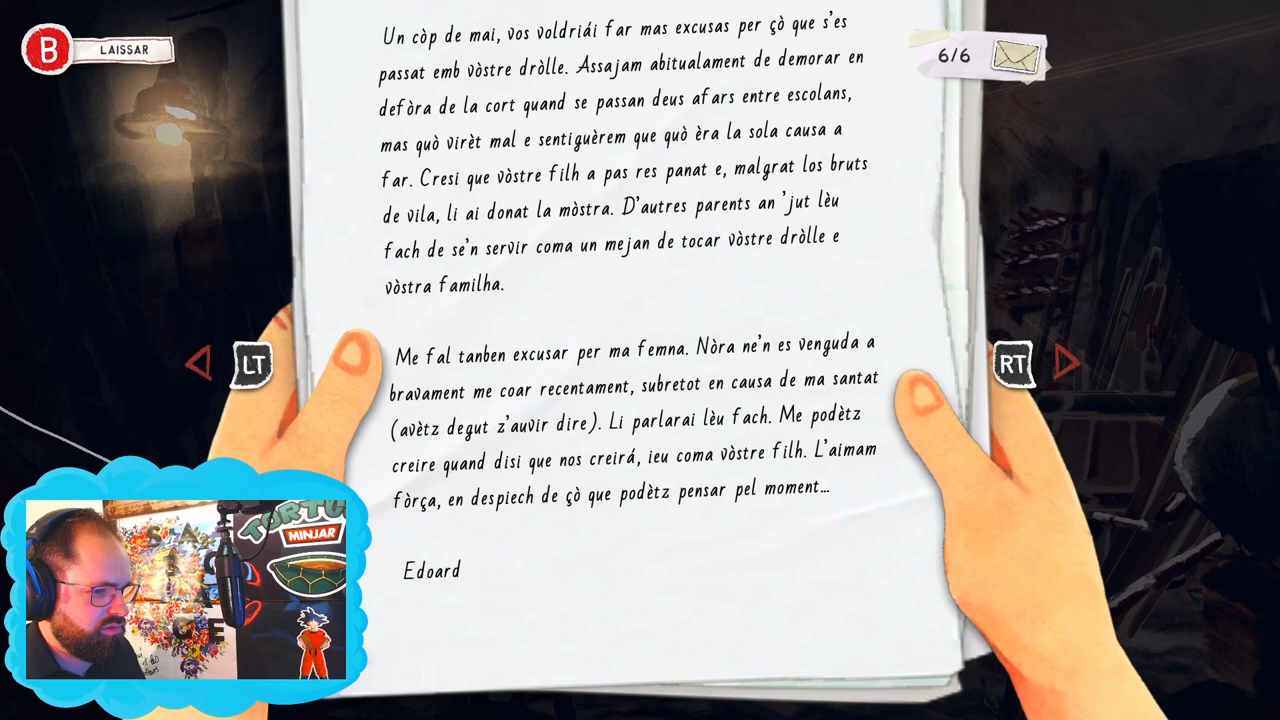 B LAISSAR
6/6
Un còp de mai, vos voldriái far mas excusas per çò que s'es
passat emb vòstre dròlle. Assajam abitualament de demorar en
defòra de la cort quand se passan deus afars entre escolans,
mas quò virèt mal e sentiguèrem que quò èra la sola causa a
far. Cresi que vòstre filh a pas res panat e, malgrat los bruts
de vila, li ai donat la mòstra. D'autres parents an 'jut lèu
fach de se'n servir coma un mejan de tocar vòstre dròlle e
vòstra familha.
Me fal tanben excusar per ma femna. Nòra ne'n es venguda a
bravament me coar recentament, subretot en causa de ma santat
(avètz degut z'auvir dire). Li parlarai lèu fach. Me podètz
creire quand disi que nos creirá, ieu coma vòstre filh. L'aimam
fòrça, en despiech de çò que podètz pensar pel moment...
Edoard
LT
RT
MINJAR